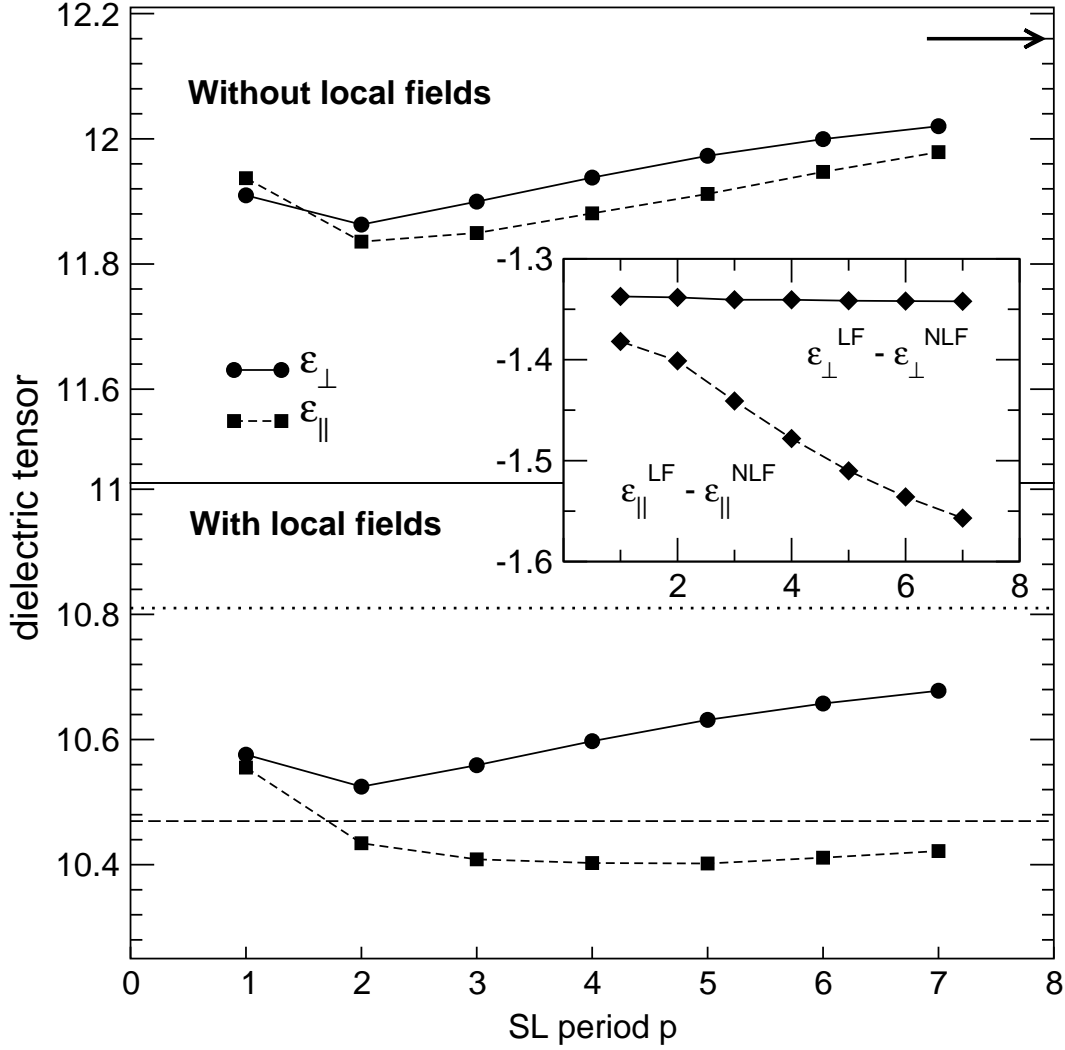 12.2
Without local fields
12
11.8
-1.3
ε⊥^LF - ε⊥^NLF
ε⊥
-1.4
11.6
ε||
-1.5
ε||^LF - ε||^NLF
11
With local fields
-1.6
2 4 6 8
dielectric tensor
10.8
10.6
10.4
0 1 2 3 4 5 6 7 8
SL period p